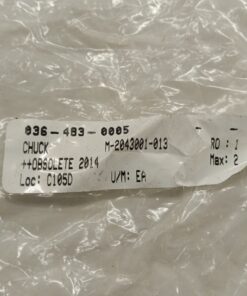 036-483-0005 - -
CHUCK M-2043001-013 RO: 1
++OBSOLETE 2014 Max: 2
Loc: C105D U/M: EA